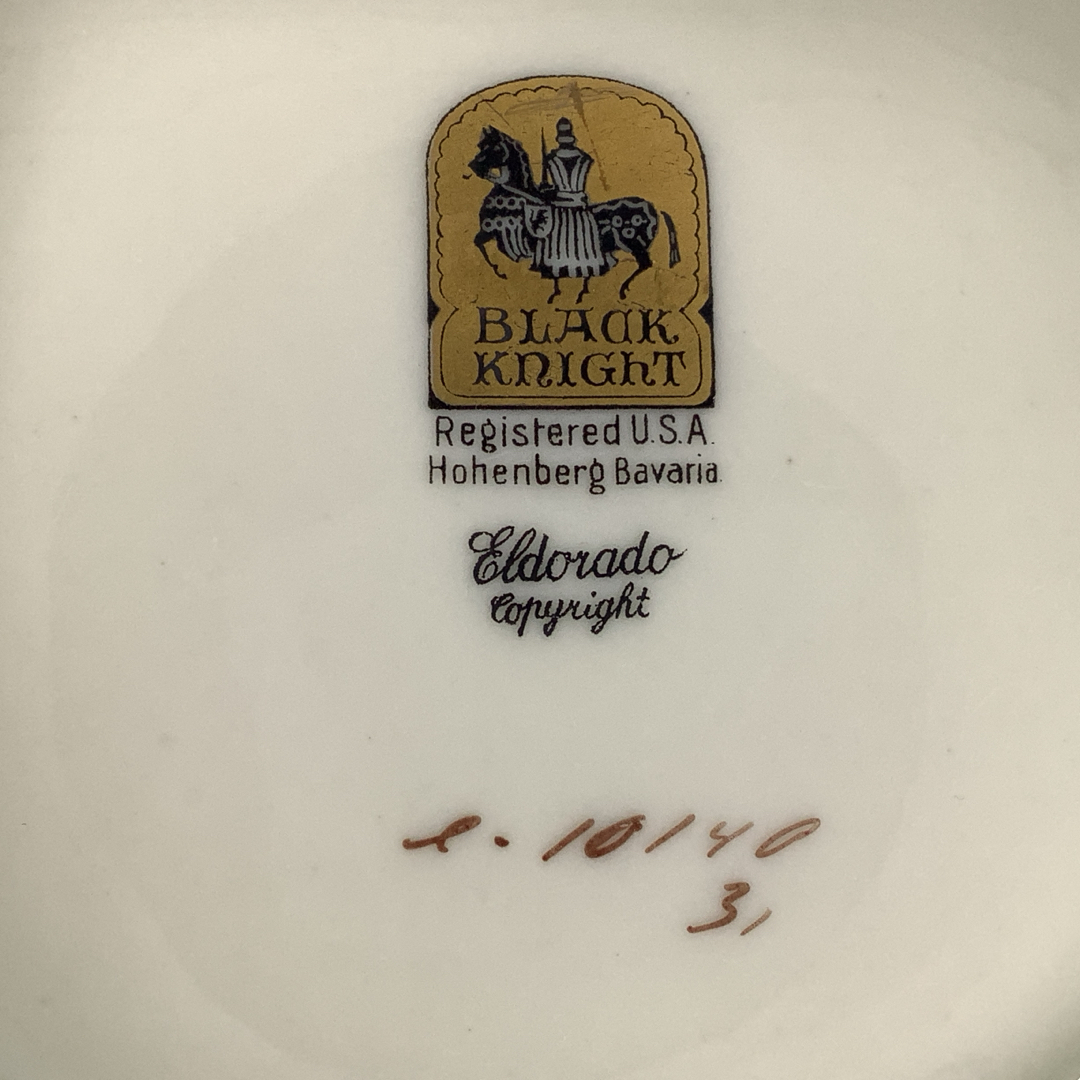 BLACK
KNIGHT
Registered U.S.A.
Hohenberg Bavaria.
Eldorado
Copyright
e. 10140
31